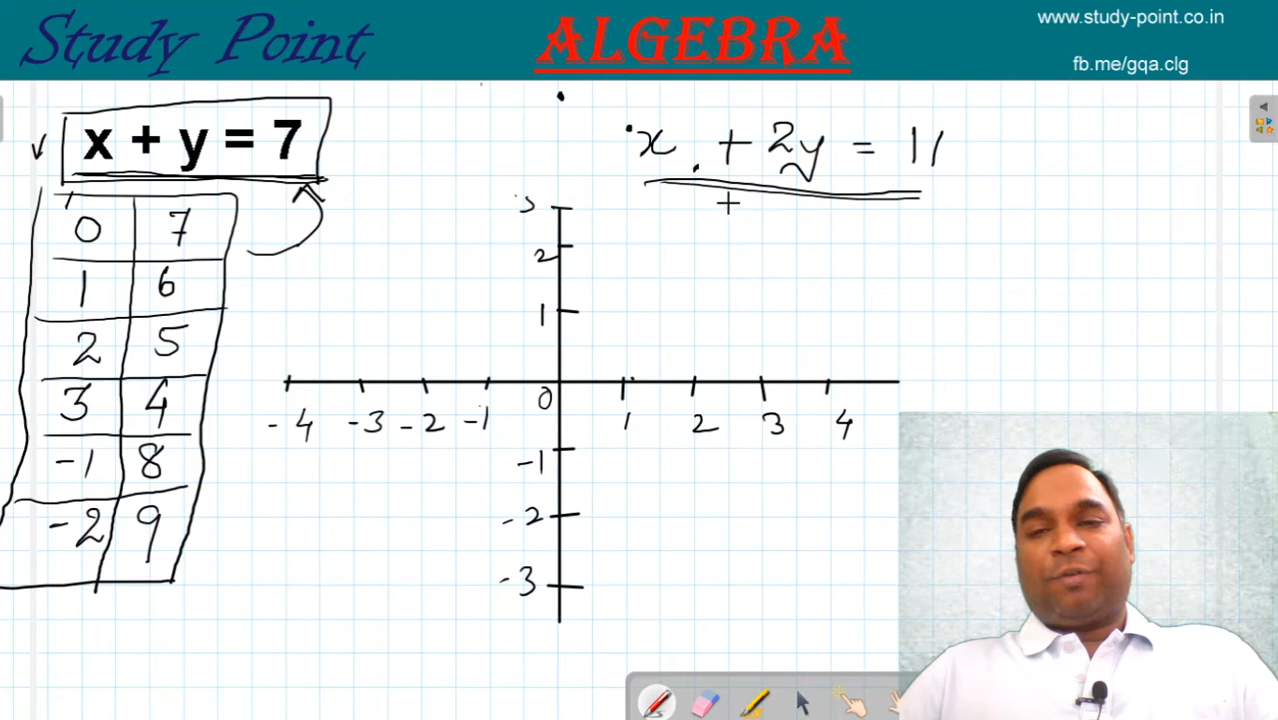 Study Point
ALGEBRA
www.study-point.co.in
fb.me/gqa.clg
x + y = 7
x + 2y = 11
+
0 7
1 6
2 5
3 4
-1 8
-2 9
3
2
1
0
-4 -3 -2 -1 1 2 3 4
-1
-2
-3